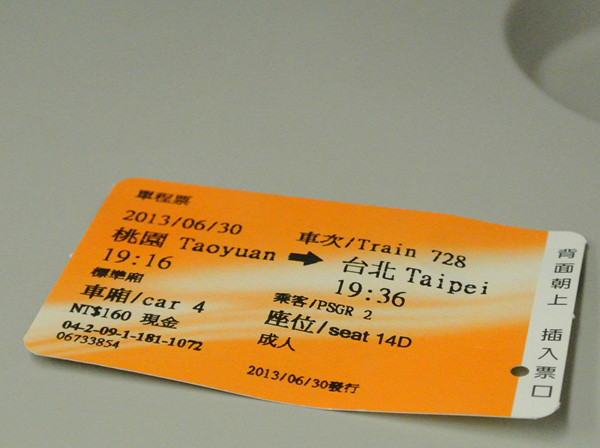 單程票
2013/06/30
車次/Train 728
桃園 Taoyuan
台北 Taipei
19:16
19:36
標準廂
乘客/PSGR 2
車廂/car 4
座位/seat 14D
NT$160 現金
成人
04-2-09-1-181-1072
06733854
2013/06/30發行
背面朝上 插入票口